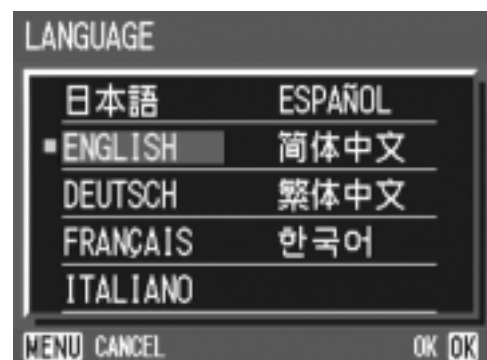 LANGUAGE
日本語 ESPAÑOL
ENGLISH 简体中文
DEUTSCH 繁体中文
FRANÇAIS 한국어
ITALIANO
MENU CANCEL OK OK